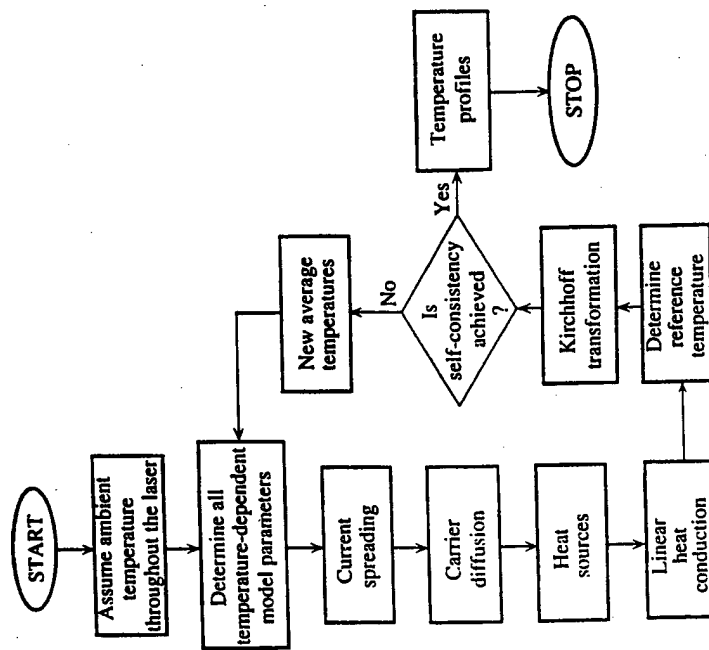 START
Assume ambient
temperature
throughout the laser
Determine all
temperature-dependent
model parameters
Current
spreading
Carrier
diffusion
Heat
sources
Linear
heat
conduction
Determine
reference
temperature
Kirchhoff
transformation
Is
self-consistency
achieved
?
No
New average
temperatures
Yes
Temperature
profiles
STOP